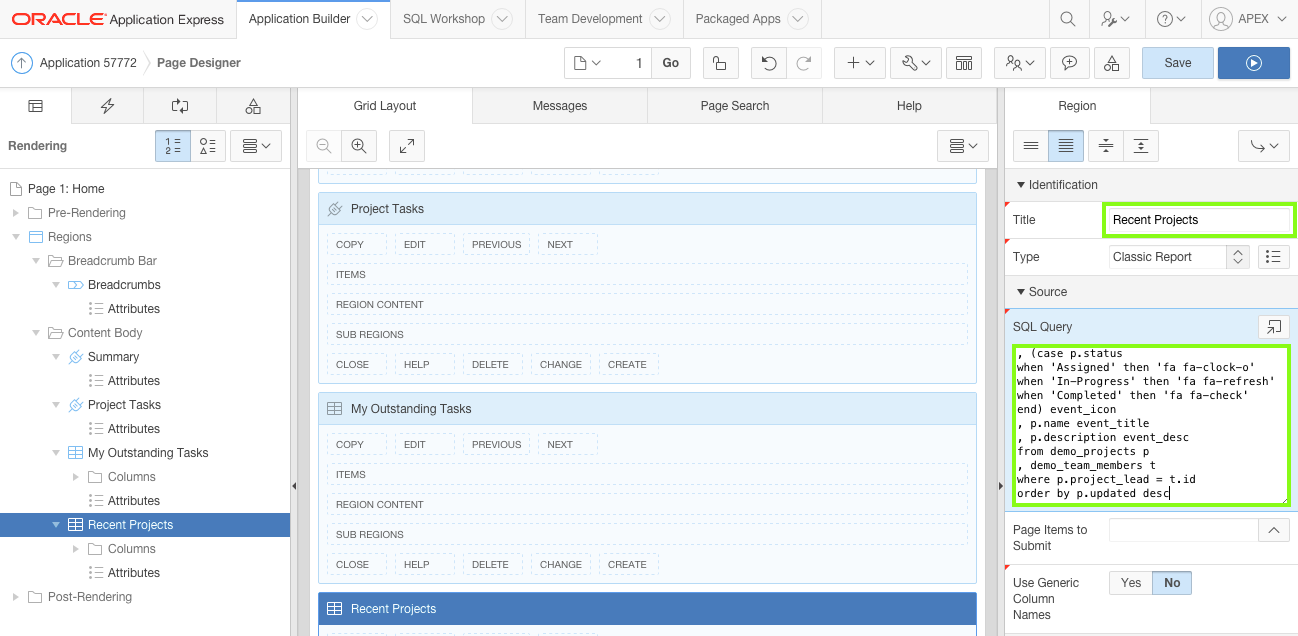 ORACLE Application Express
Application Builder
SQL Workshop
Team Development
Packaged Apps
APEX
Application 57772
Page Designer
1
Go
Save
Rendering
Page 1: Home
Pre-Rendering
Regions
Breadcrumb Bar
Breadcrumbs
Attributes
Content Body
Summary
Attributes
Project Tasks
Attributes
My Outstanding Tasks
Columns
Attributes
Recent Projects
Columns
Attributes
Post-Rendering
Grid Layout
Messages
Page Search
Help
Project Tasks
COPY EDIT PREVIOUS NEXT
ITEMS
REGION CONTENT
SUB REGIONS
CLOSE HELP DELETE CHANGE CREATE
My Outstanding Tasks
COPY EDIT PREVIOUS NEXT
ITEMS
REGION CONTENT
SUB REGIONS
CLOSE HELP DELETE CHANGE CREATE
Recent Projects
Region
Identification
Title Recent Projects
Type Classic Report
Source
SQL Query
, (case p.status
when 'Assigned' then 'fa fa-clock-o'
when 'In-Progress' then 'fa fa-refresh'
when 'Completed' then 'fa fa-check'
end) event_icon
, p.name event_title
, p.description event_desc
from demo_projects p
, demo_team_members t
where p.project_lead = t.id
order by p.updated desc
Page Items to
Submit
Use Generic
Column
Names
Yes No